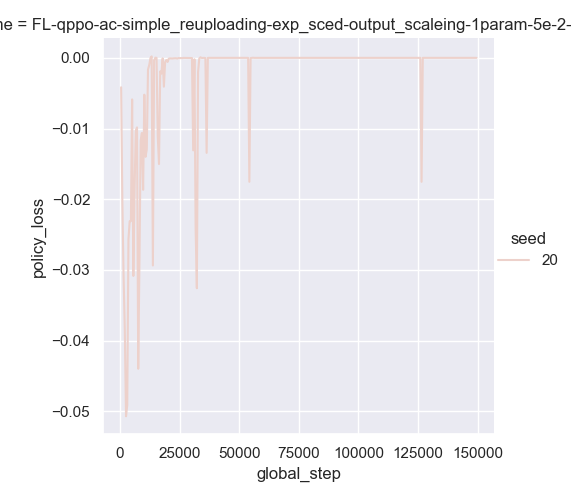 ne = FL-qppo-ac-simple_reuploading-exp_sced-output_scaleing-1param-5e-2-
0.00
−0.01
−0.02
−0.03
−0.04
−0.05
policy_loss
0 25000 50000 75000 100000 125000 150000
global_step
seed
20